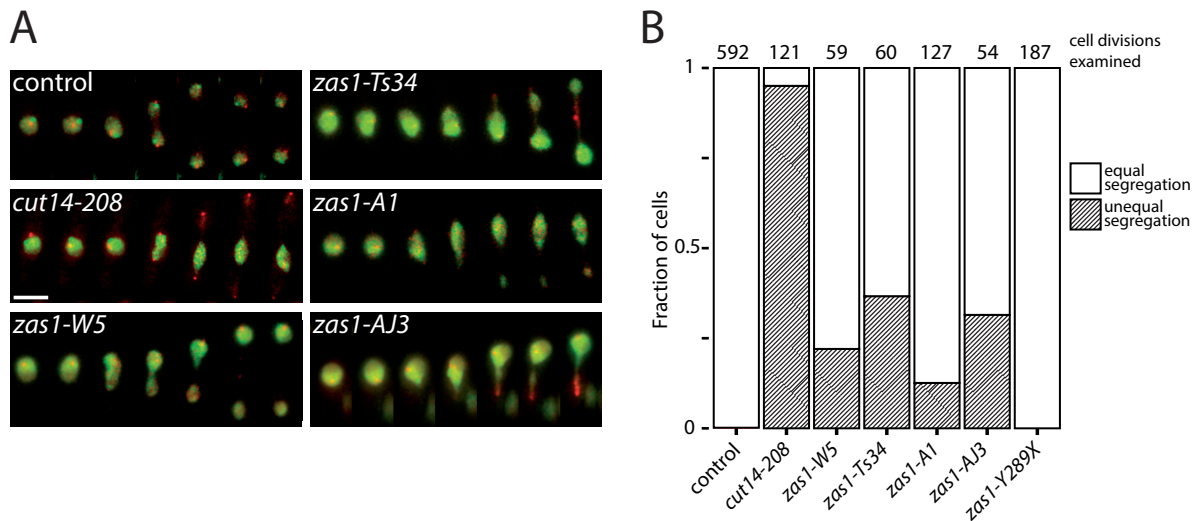 A
control
zas1-Ts34
cut14-208
zas1-A1
zas1-W5
zas1-AJ3
B
592 121 59 60 127 54 187
cell divisions
examined
1
0.5
0
Fraction of cells
equal
segregation
unequal
segregation
control
cut14-208
zas1-W5
zas1-Ts34
zas1-A1
zas1-AJ3
zas1-Y289X